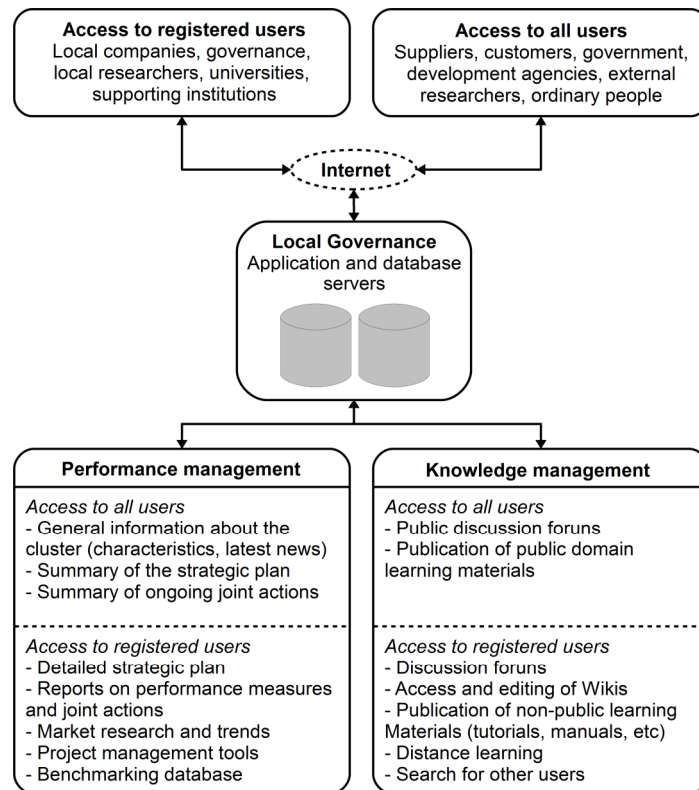 Access to registered users
Local companies, governance,
local researchers, universities,
supporting institutions
Access to all users
Suppliers, customers, government,
development agencies, external
researchers, ordinary people
Internet
Local Governance
Application and database
servers
Performance management
Access to all users
- General information about the
cluster (characteristics, latest news)
- Summary of the strategic plan
- Summary of ongoing joint actions
Access to registered users
- Detailed strategic plan
- Reports on performance measures
and joint actions
- Market research and trends
- Project management tools
- Benchmarking database
Knowledge management
Access to all users
- Public discussion foruns
- Publication of public domain
learning materials
Access to registered users
- Discussion foruns
- Access and editing of Wikis
- Publication of non-public learning
Materials (tutorials, manuals, etc)
- Distance learning
- Search for other users